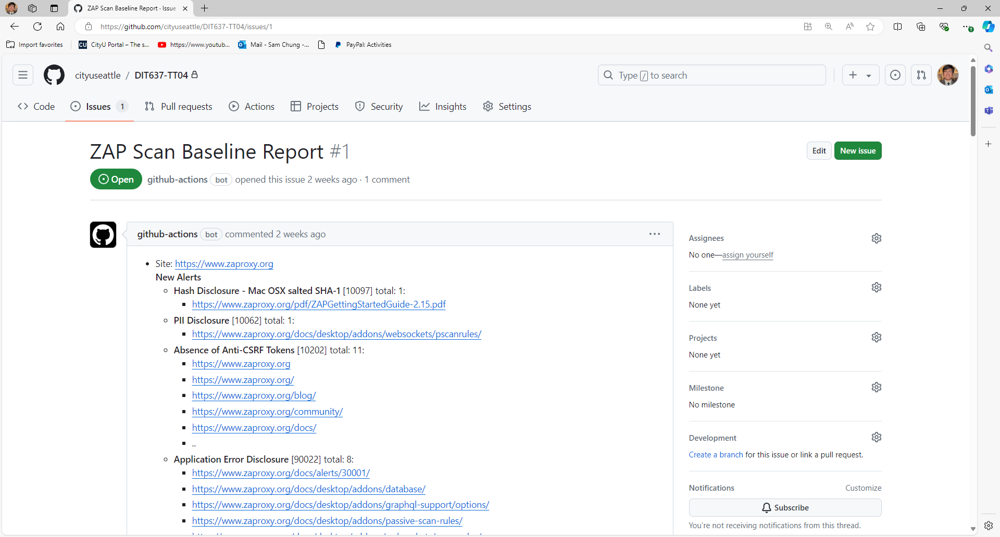 ZAP Scan Baseline Report · Issue
https://github.com/cityuseattle/DIT637-TT04/issues/1
Import favorites
CU CityU Portal – The s...
https://www.youtub...
Mail - Sam Chung -...
PayPal: Activities
cityuseattle / DIT637-TT04
Type / to search
Code
Issues 1
Pull requests
Actions
Projects
Security
Insights
Settings
ZAP Scan Baseline Report #1
Edit
New issue
Open
github-actions bot opened this issue 2 weeks ago · 1 comment
github-actions bot commented 2 weeks ago
Site: https://www.zaproxy.org
New Alerts
Hash Disclosure - Mac OSX salted SHA-1 [10097] total: 1:
https://www.zaproxy.org/pdf/ZAPGettingStartedGuide-2.15.pdf
PII Disclosure [10062] total: 1:
https://www.zaproxy.org/docs/desktop/addons/websockets/pscanrules/
Absence of Anti-CSRF Tokens [10202] total: 11:
https://www.zaproxy.org
https://www.zaproxy.org/
https://www.zaproxy.org/blog/
https://www.zaproxy.org/community/
https://www.zaproxy.org/docs/
..
Application Error Disclosure [90022] total: 8:
https://www.zaproxy.org/docs/alerts/30001/
https://www.zaproxy.org/docs/desktop/addons/database/
https://www.zaproxy.org/docs/desktop/addons/graphql-support/options/
https://www.zaproxy.org/docs/desktop/addons/passive-scan-rules/
Assignees
No one—assign yourself
Labels
None yet
Projects
None yet
Milestone
No milestone
Development
Create a branch for this issue or link a pull request.
Notifications
Customize
Subscribe
You're not receiving notifications from this thread.